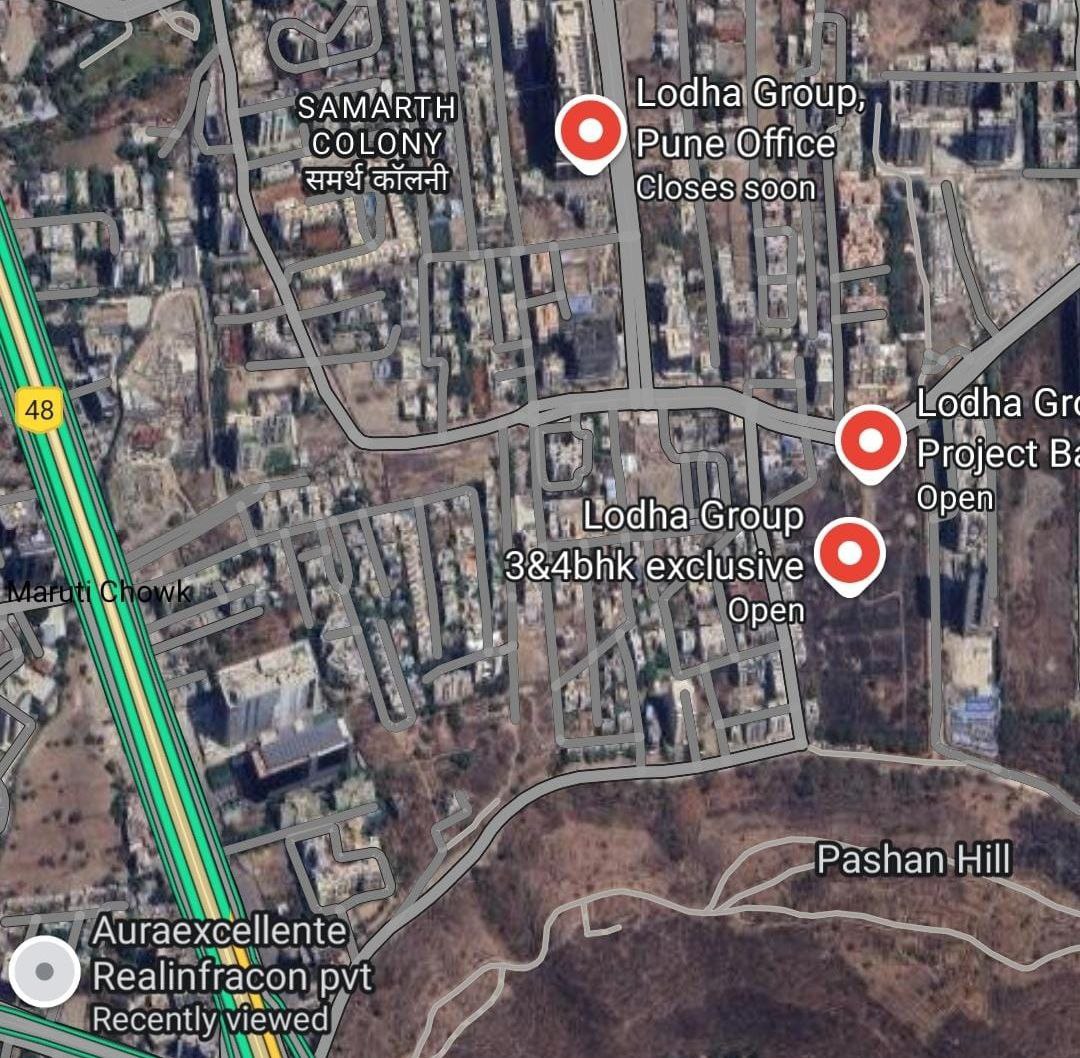 SAMARTH
COLONY
समर्थ कॉलनी
Lodha Group,
Pune Office
Closes soon
48
Lodha Gro
Project Ba
Open
Lodha Group
3&4bhk exclusive
Open
Maruti Chowk
Pashan Hill
Auraexcellente
Realinfracon pvt
Recently viewed